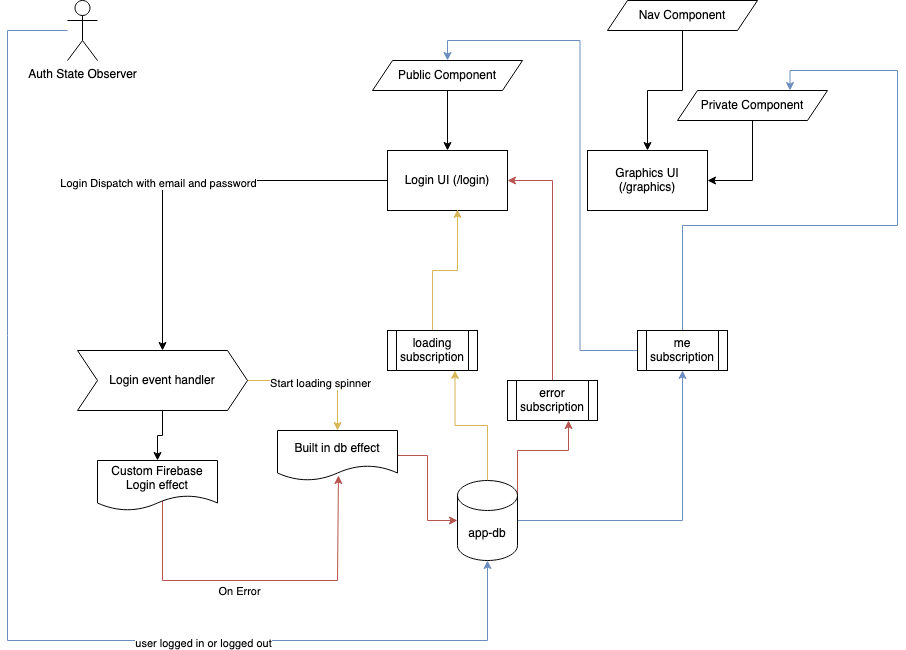 Nav Component
Auth State Observer
Public Component
Private Component
Login Dispatch with email and password
Login UI (/login)
Graphics UI
(/graphics)
loading
subscription
me
subscription
Login event handler
Start loading spinner
error
subscription
Built in db effect
Custom Firebase
Login effect
app-db
On Error
user logged in or logged out